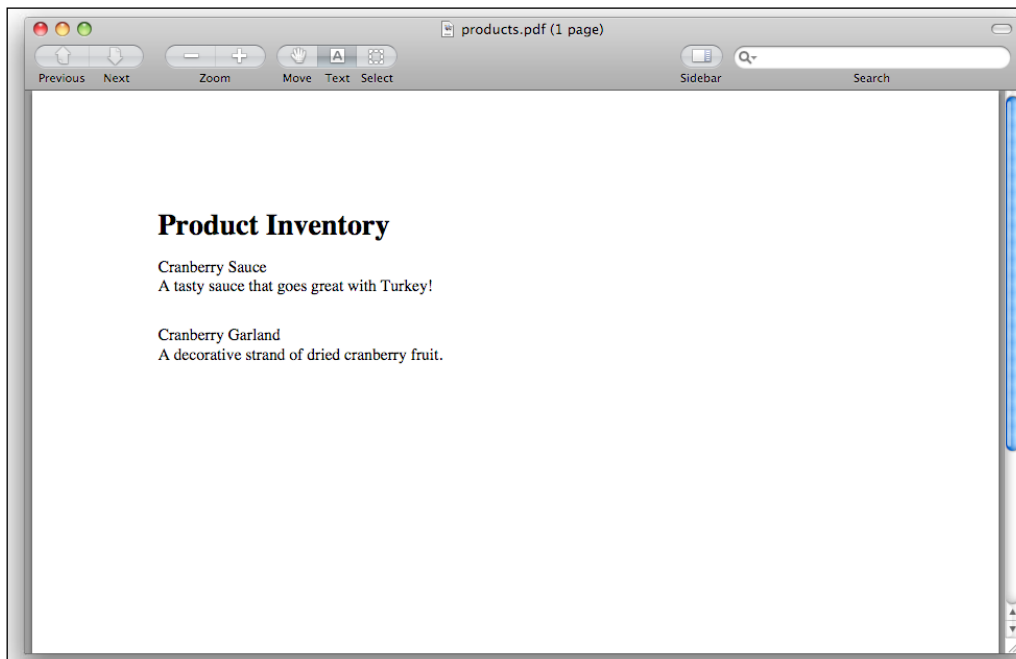 products.pdf (1 page)
Previous Next Zoom Move Text Select Sidebar Search
Product Inventory
Cranberry Sauce
A tasty sauce that goes great with Turkey!
Cranberry Garland
A decorative strand of dried cranberry fruit.